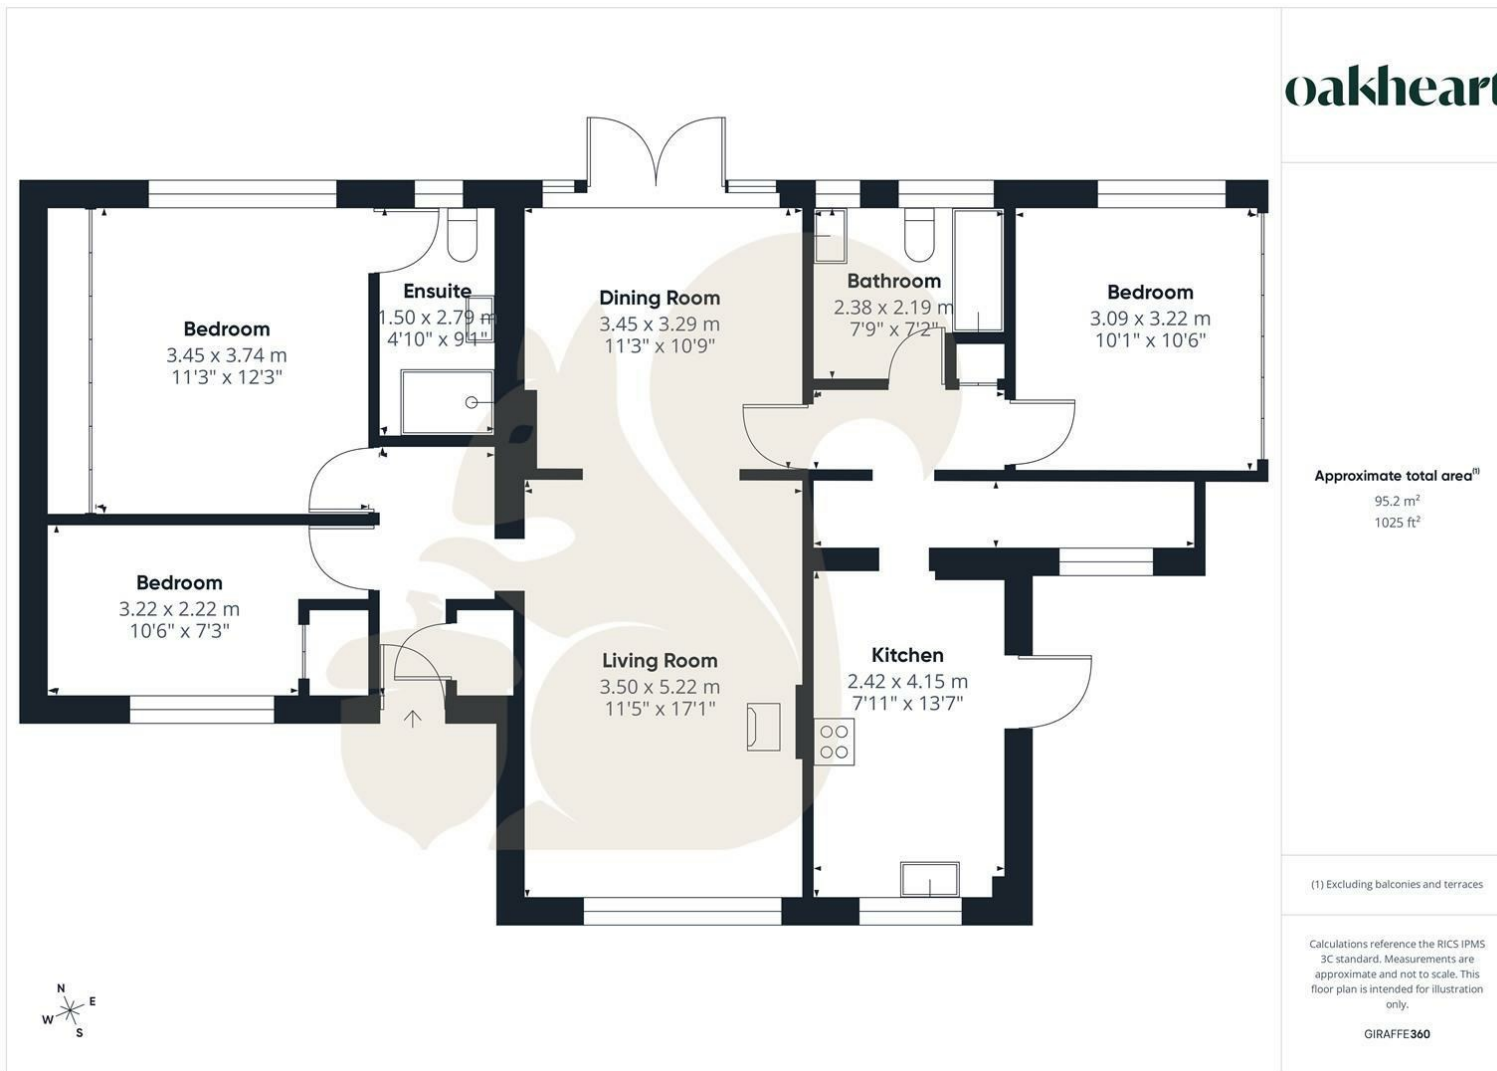 oakheart
Bedroom
3.45 x 3.74 m
11'3" x 12'3"
Ensuite
1.50 x 2.79 m
4'10" x 9'1"
Dining Room
3.45 x 3.29 m
11'3" x 10'9"
Bathroom
2.38 x 2.19 m
7'9" x 7'2"
Bedroom
3.09 x 3.22 m
10'1" x 10'6"
Bedroom
3.22 x 2.22 m
10'6" x 7'3"
Living Room
3.50 x 5.22 m
11'5" x 17'1"
Kitchen
2.42 x 4.15 m
7'11" x 13'7"
Approximate total area⁽¹⁾
95.2 m²
1025 ft²
(1) Excluding balconies and terraces
Calculations reference the RICS IPMS
3C standard. Measurements are
approximate and not to scale. This
floor plan is intended for illustration
only.
GIRAFFE360
N
E
W
S